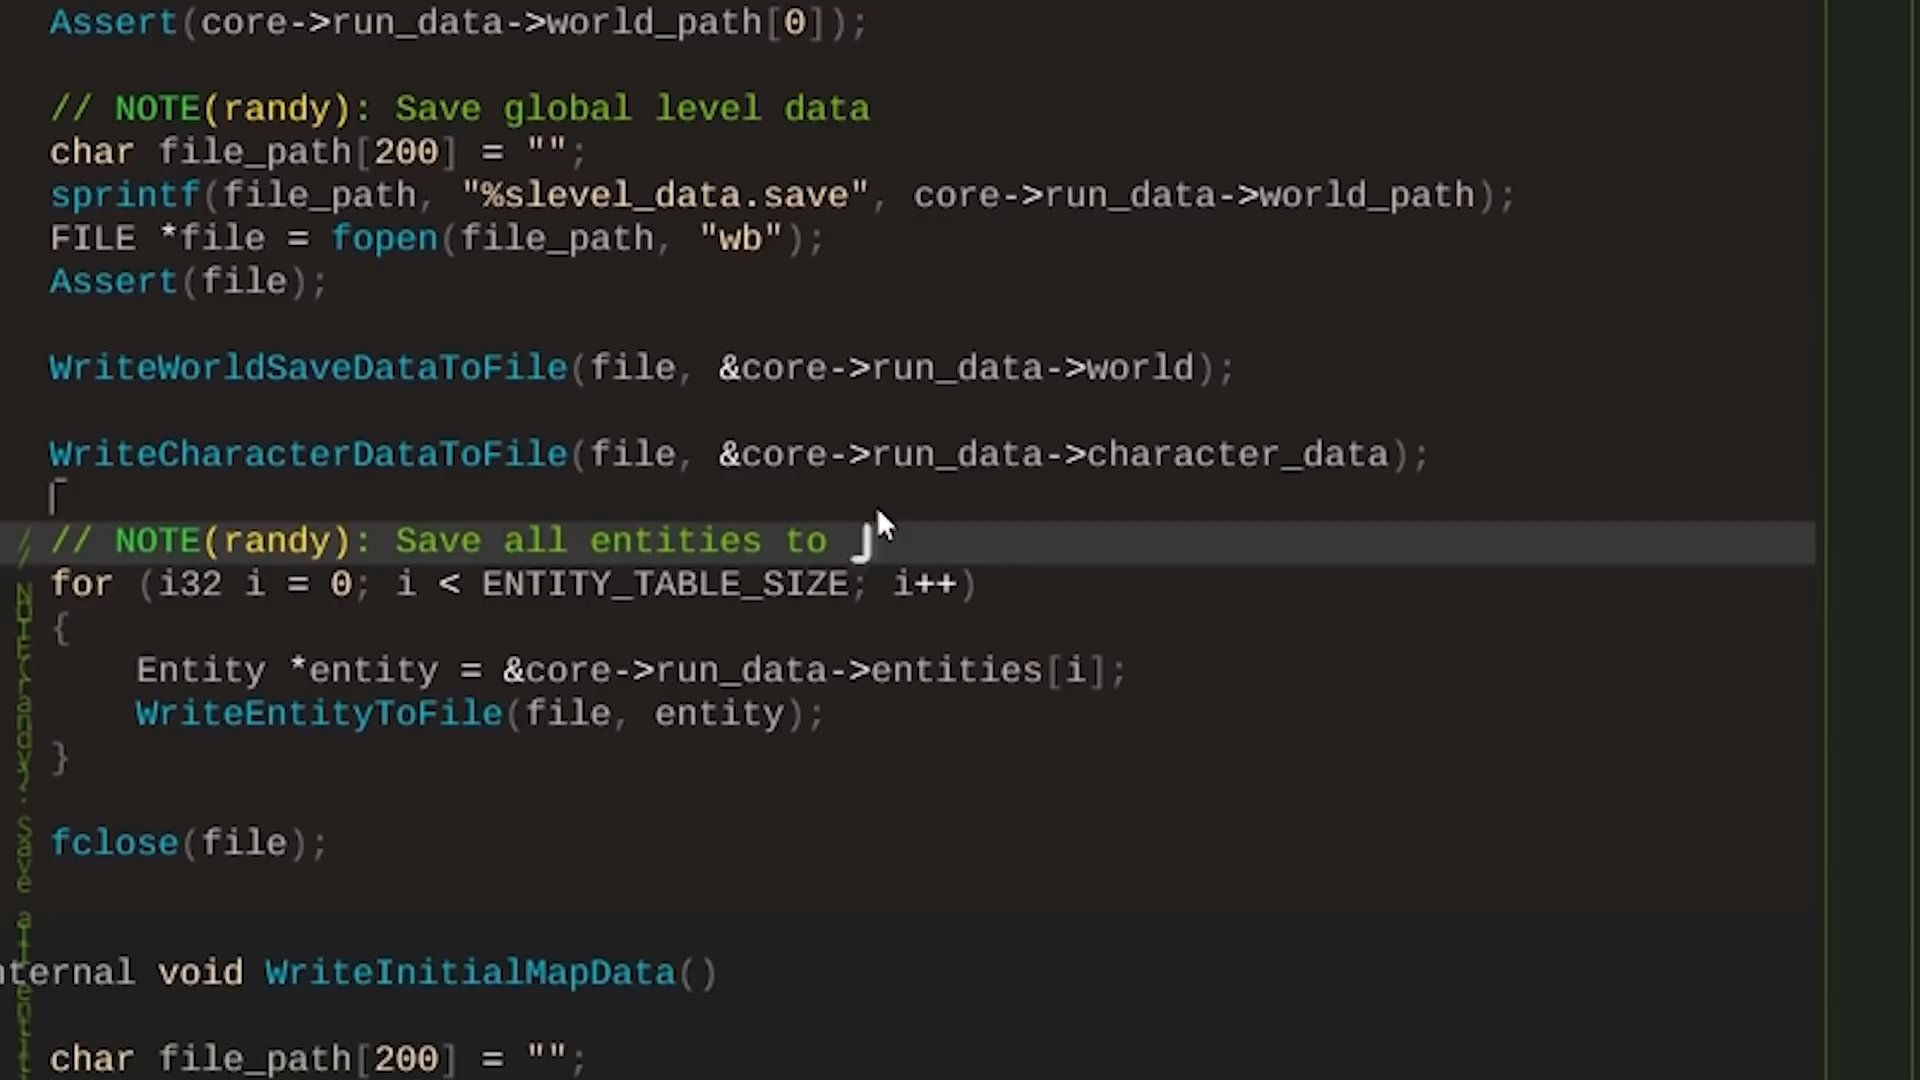 Assert(core->run_data->world_path[0]);
// NOTE(randy): Save global level data
char file_path[200] = "";
sprintf(file_path, "%slevel_data.save", core->run_data->world_path);
FILE *file = fopen(file_path, "wb");
Assert(file);
WriteWorldSaveDataToFile(file, &core->run_data->world);
WriteCharacterDataToFile(file, &core->run_data->character_data);
// NOTE(randy): Save all entities to
for (i32 i = 0; i < ENTITY_TABLE_SIZE; i++)
{
Entity *entity = &core->run_data->entities[i];
WriteEntityToFile(file, entity);
}
fclose(file);
nternal void WriteInitialMapData()
char file_path[200] = "";